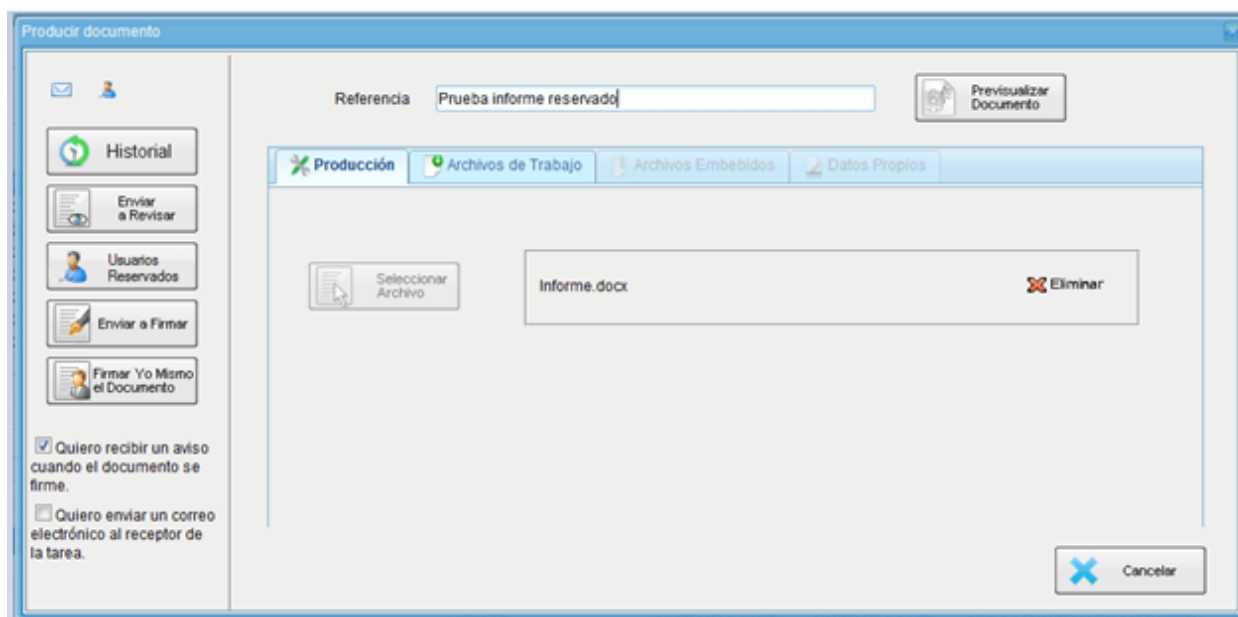 Producir documento
Referencia
Prueba informe reservado
Previsualizar
Documento
Historial
Enviar
a Revisar
Usuarios
Reservados
Enviar a Firmar
Firmar Yo Mismo
el Documento
Quiero recibir un aviso
cuando el documento se
firme.
Quiero enviar un correo
electrónico al receptor de
la tarea.
Producción
Archivos de Trabajo
Archivos Embebidos
Datos Propios
Seleccionar
Archivo
Informe.docx
Eliminar
Cancelar